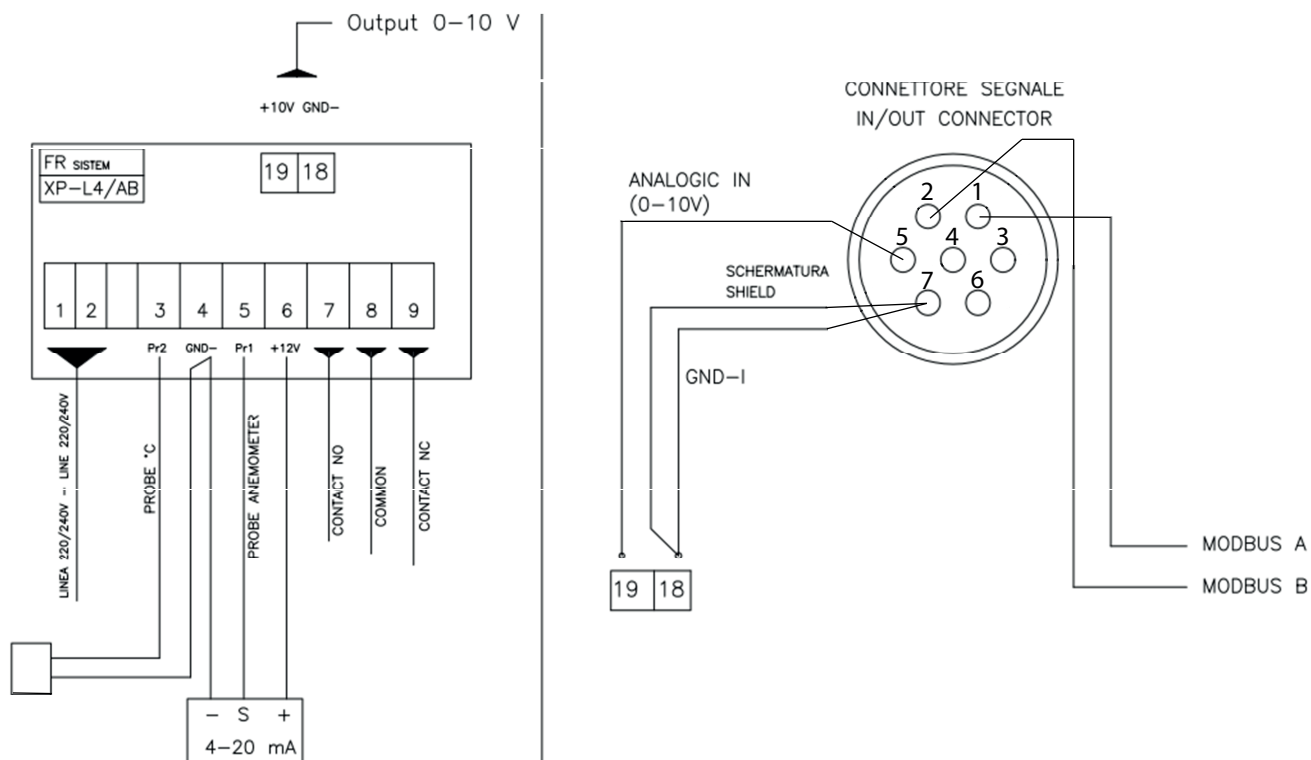 Output 0-10 V
+10V GND-
FR SISTEM
XP-L4/AB
19 18
1 2 3 4 5 6 7 8 9
Pr2 GND- Pr1 +12V
LINEA 220/240V - LINE 220/240V
PROBE °C
PROBE ANEMOMETER
CONTACT NO
COMMON
CONTACT NC
- S +
4-20 mA
CONNETTORE SEGNALE
IN/OUT CONNECTOR
ANALOGIC IN
(0-10V)
2 1
5 4 3
7 6
SCHERMATURA
SHIELD
GND-I
19 18
MODBUS A
MODBUS B